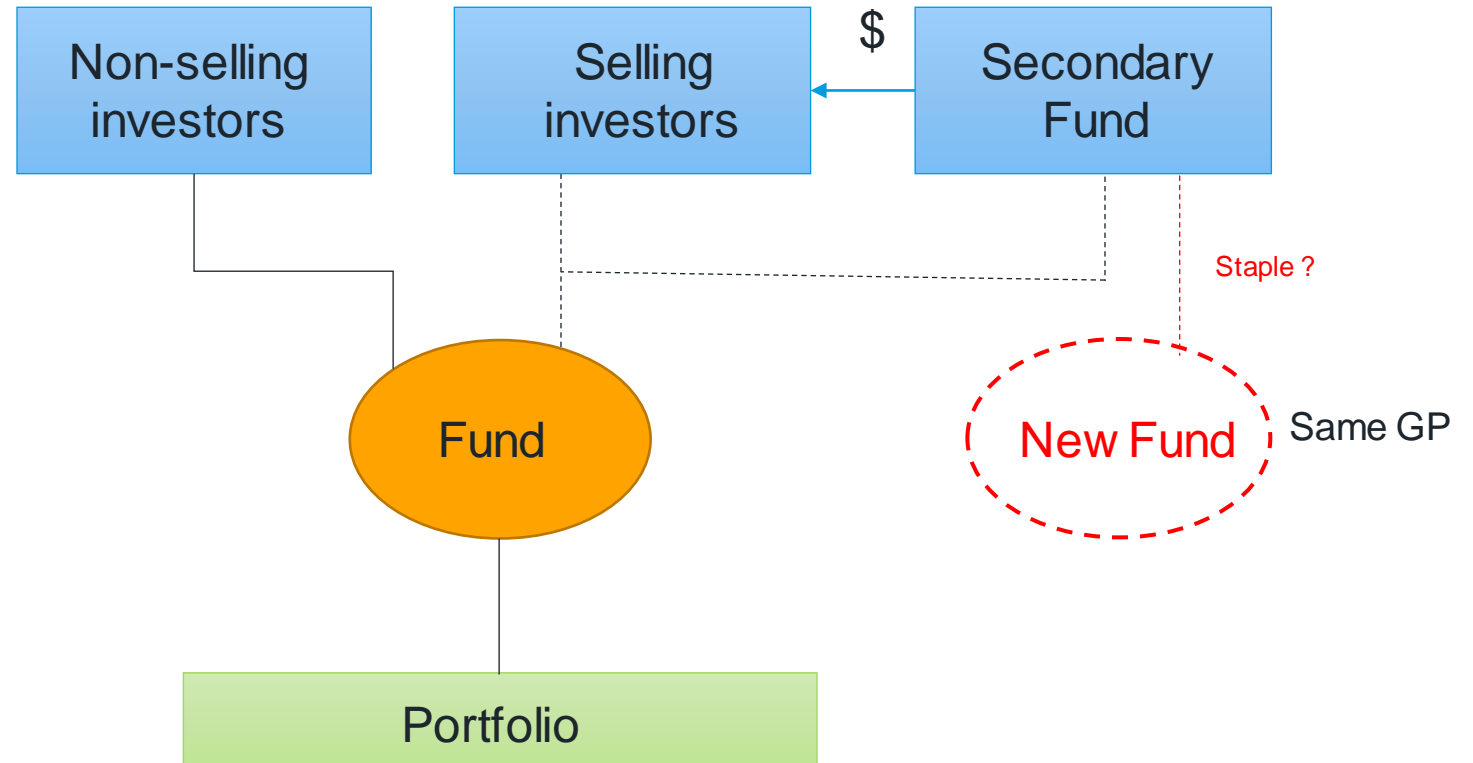 Non-selling
investors
Selling
investors
$
Secondary
Fund
Staple ?
Fund
New Fund
Same GP
Portfolio